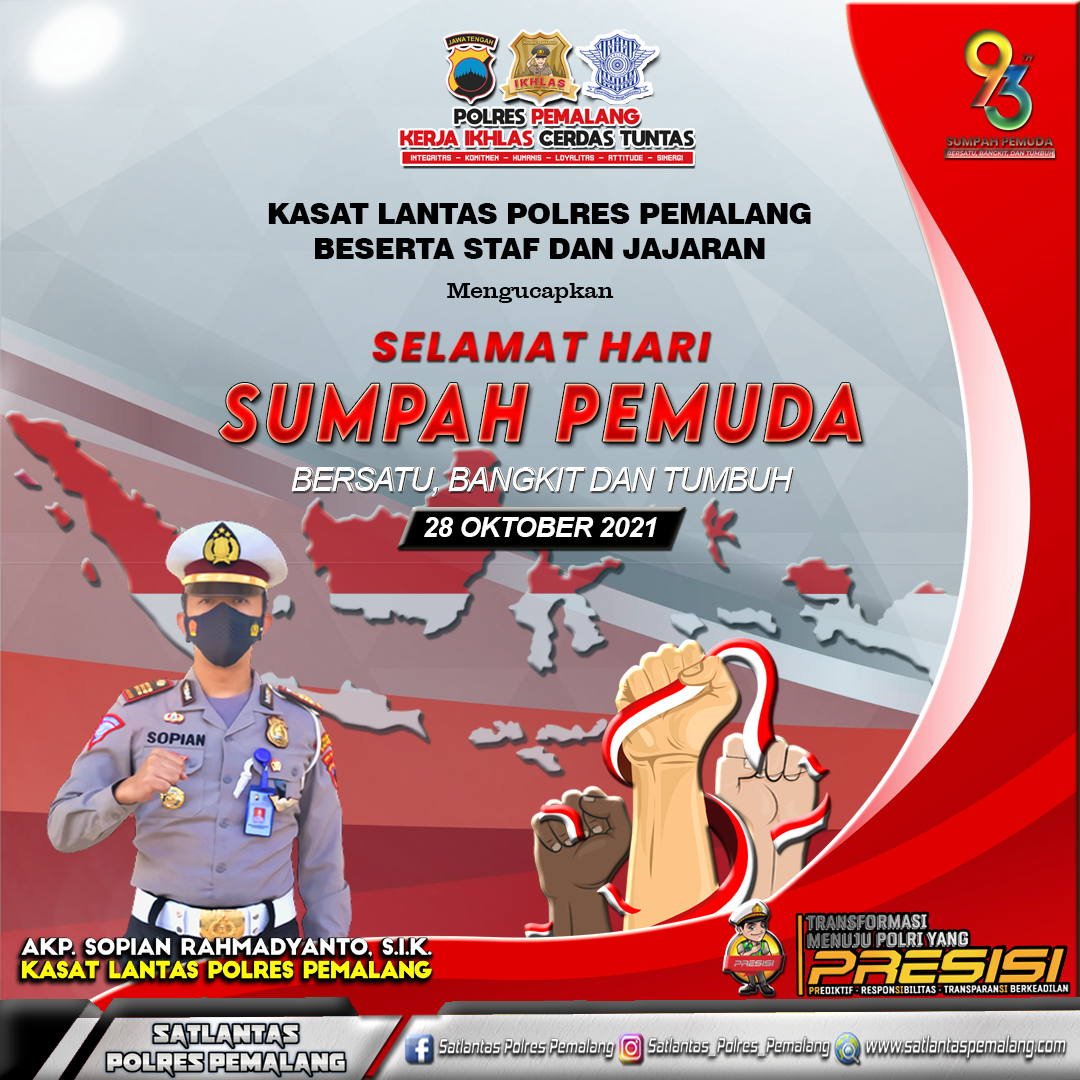 JAWA TENGAH
IKHLAS
POLRES PEMALANG
KERJA IKHLAS CERDAS TUNTAS
INTEGRITAS – KOMITMEN – HUMANIS – LOYALITAS – ATTITUDE – SINERGI
93TH
SUMPAH PEMUDA
BERSATU, BANGKIT, DAN TUMBUH
KASAT LANTAS POLRES PEMALANG
BESERTA STAF DAN JAJARAN
Mengucapkan
SELAMAT HARI
SUMPAH PEMUDA
BERSATU, BANGKIT DAN TUMBUH
28 OKTOBER 2021
SOPIAN
AKP. SOPIAN RAHMADYANTO, S.I.K.
KASAT LANTAS POLRES PEMALANG
PRESISI
TRANSFORMASI
MENUJU POLRI YANG
PRESISI
PREDIKTIF - RESPONSIBILITAS - TRANSPARANSI BERKEADILAN
SATLANTAS
POLRES PEMALANG
Satlantas Polres Pemalang
Satlantas_Polres_Pemalang
www.satlantaspemalang.com